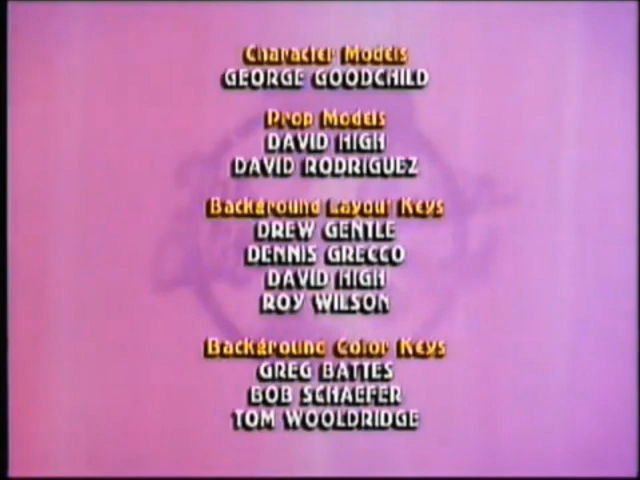 Character Models
GEORGE GOODCHILD
Prop Models
DAVID HIGH
DAVID RODRIGUEZ
Background Layout Keys
DREW GENTLE
DENNIS GRECCO
DAVID HIGH
ROY WILSON
Background Color Keys
GREG BATTES
BOB SCHAEFER
TOM WOOLDRIDGE